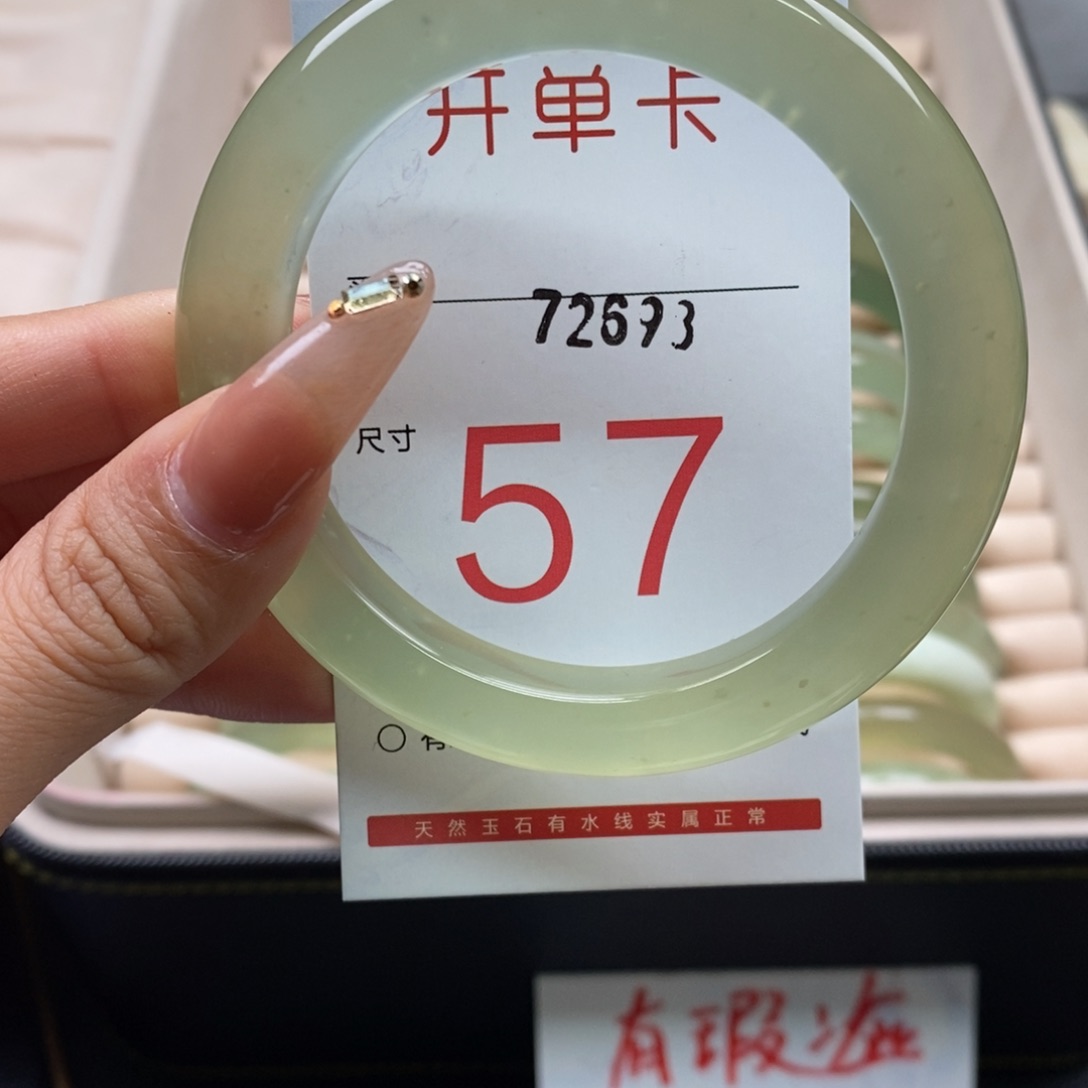 开单卡
72693
尺寸
57
天然玉石有水线实属正常
有瑕疵